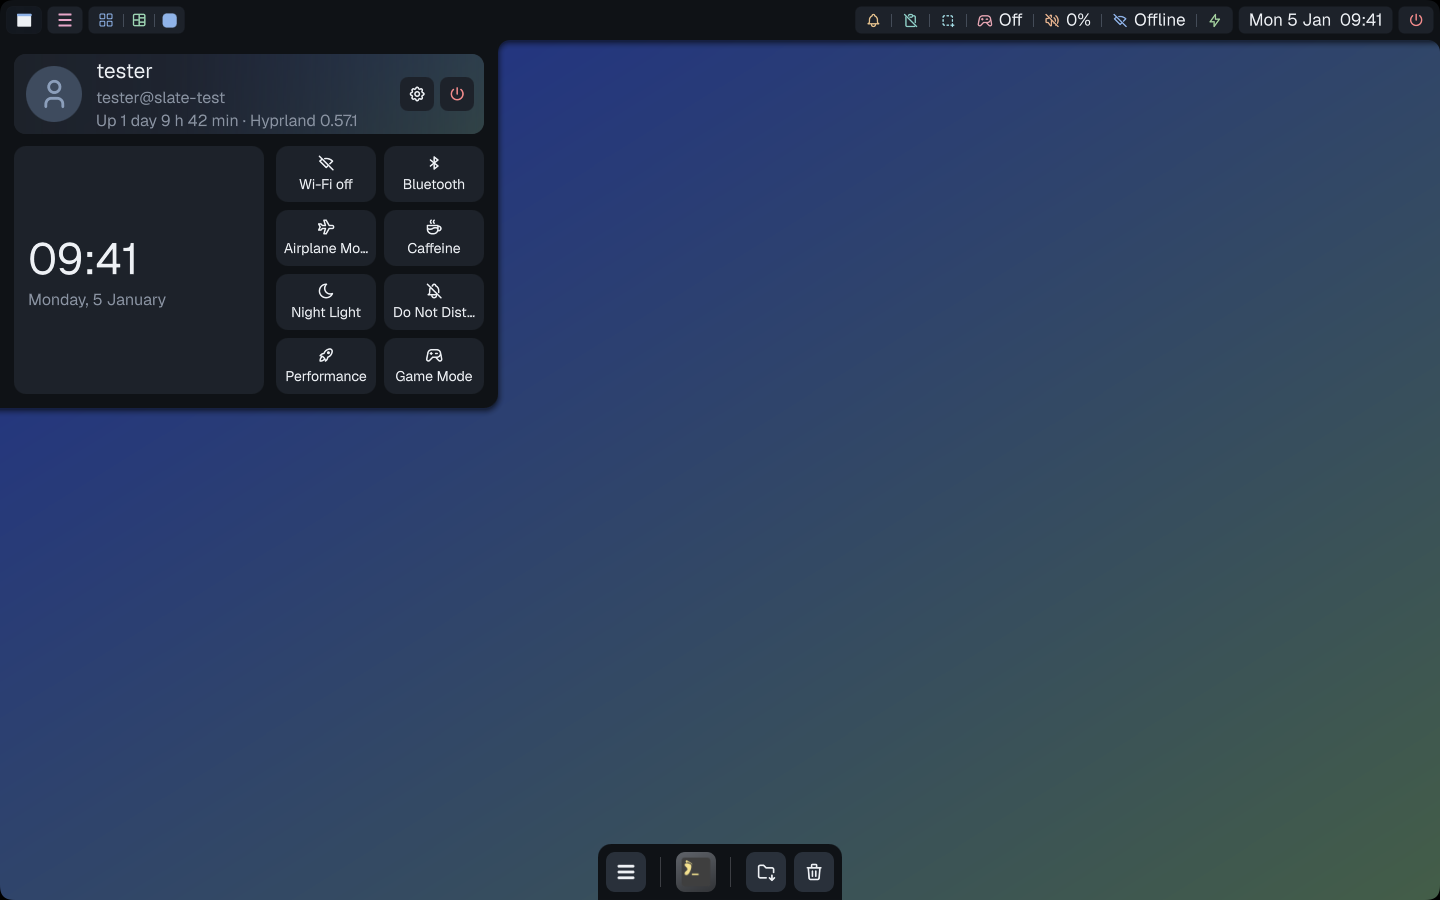 Off 0% Offline Mon 5 Jan 09:41
tester
tester@slate-test
Up 1 day 9 h 42 min · Hyprland 0.57.1
09:41
Monday, 5 January
Wi-Fi off
Bluetooth
Airplane Mo...
Caffeine
Night Light
Do Not Dist...
Performance
Game Mode